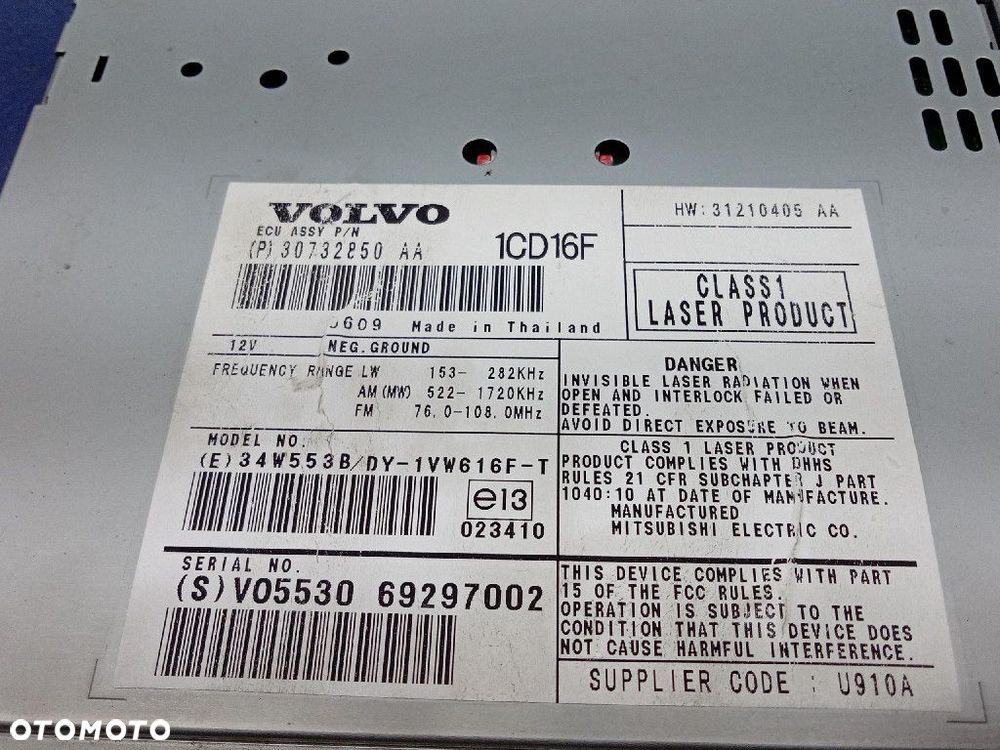 VOLVO
ECU ASSY P/N
(P) 30732850 AA
1CD16F
HW:31210405 AA
CLASS1
LASER PRODUCT
0609 Made in Thailand
12V NEG.GROUND
FREQUENCY RANGE LW 153- 282KHz
AM(MW) 522- 1720KHz
FM 76.0-108.0MHz
DANGER
INVISIBLE LASER RADIATION WHEN
OPEN AND INTERLOCK FAILED OR
DEFEATED.
AVOID DIRECT EXPOSURE TO BEAM.
MODEL NO.
(E)34W553B/DY-1VW616F-T
e13
023410
CLASS 1 LASER PRODUCT
PRODUCT COMPLIES WITH DHHS
RULES 21 CFR SUBCHAPTER J PART
1040:10 AT DATE OF MANUFACTURE.
MANUFACTURED
MITSUBISHI ELECTRIC CO.
SERIAL NO.
(S)VO5530 69297002
THIS DEVICE COMPLIES WITH PART
15 OF THE FCC RULES.
OPERATION IS SUBJECT TO THE
CONDITION THAT THIS DEVICE DOES
NOT CAUSE HARMFUL INTERFERENCE.
SUPPLIER CODE : U910A
OTOMOTO